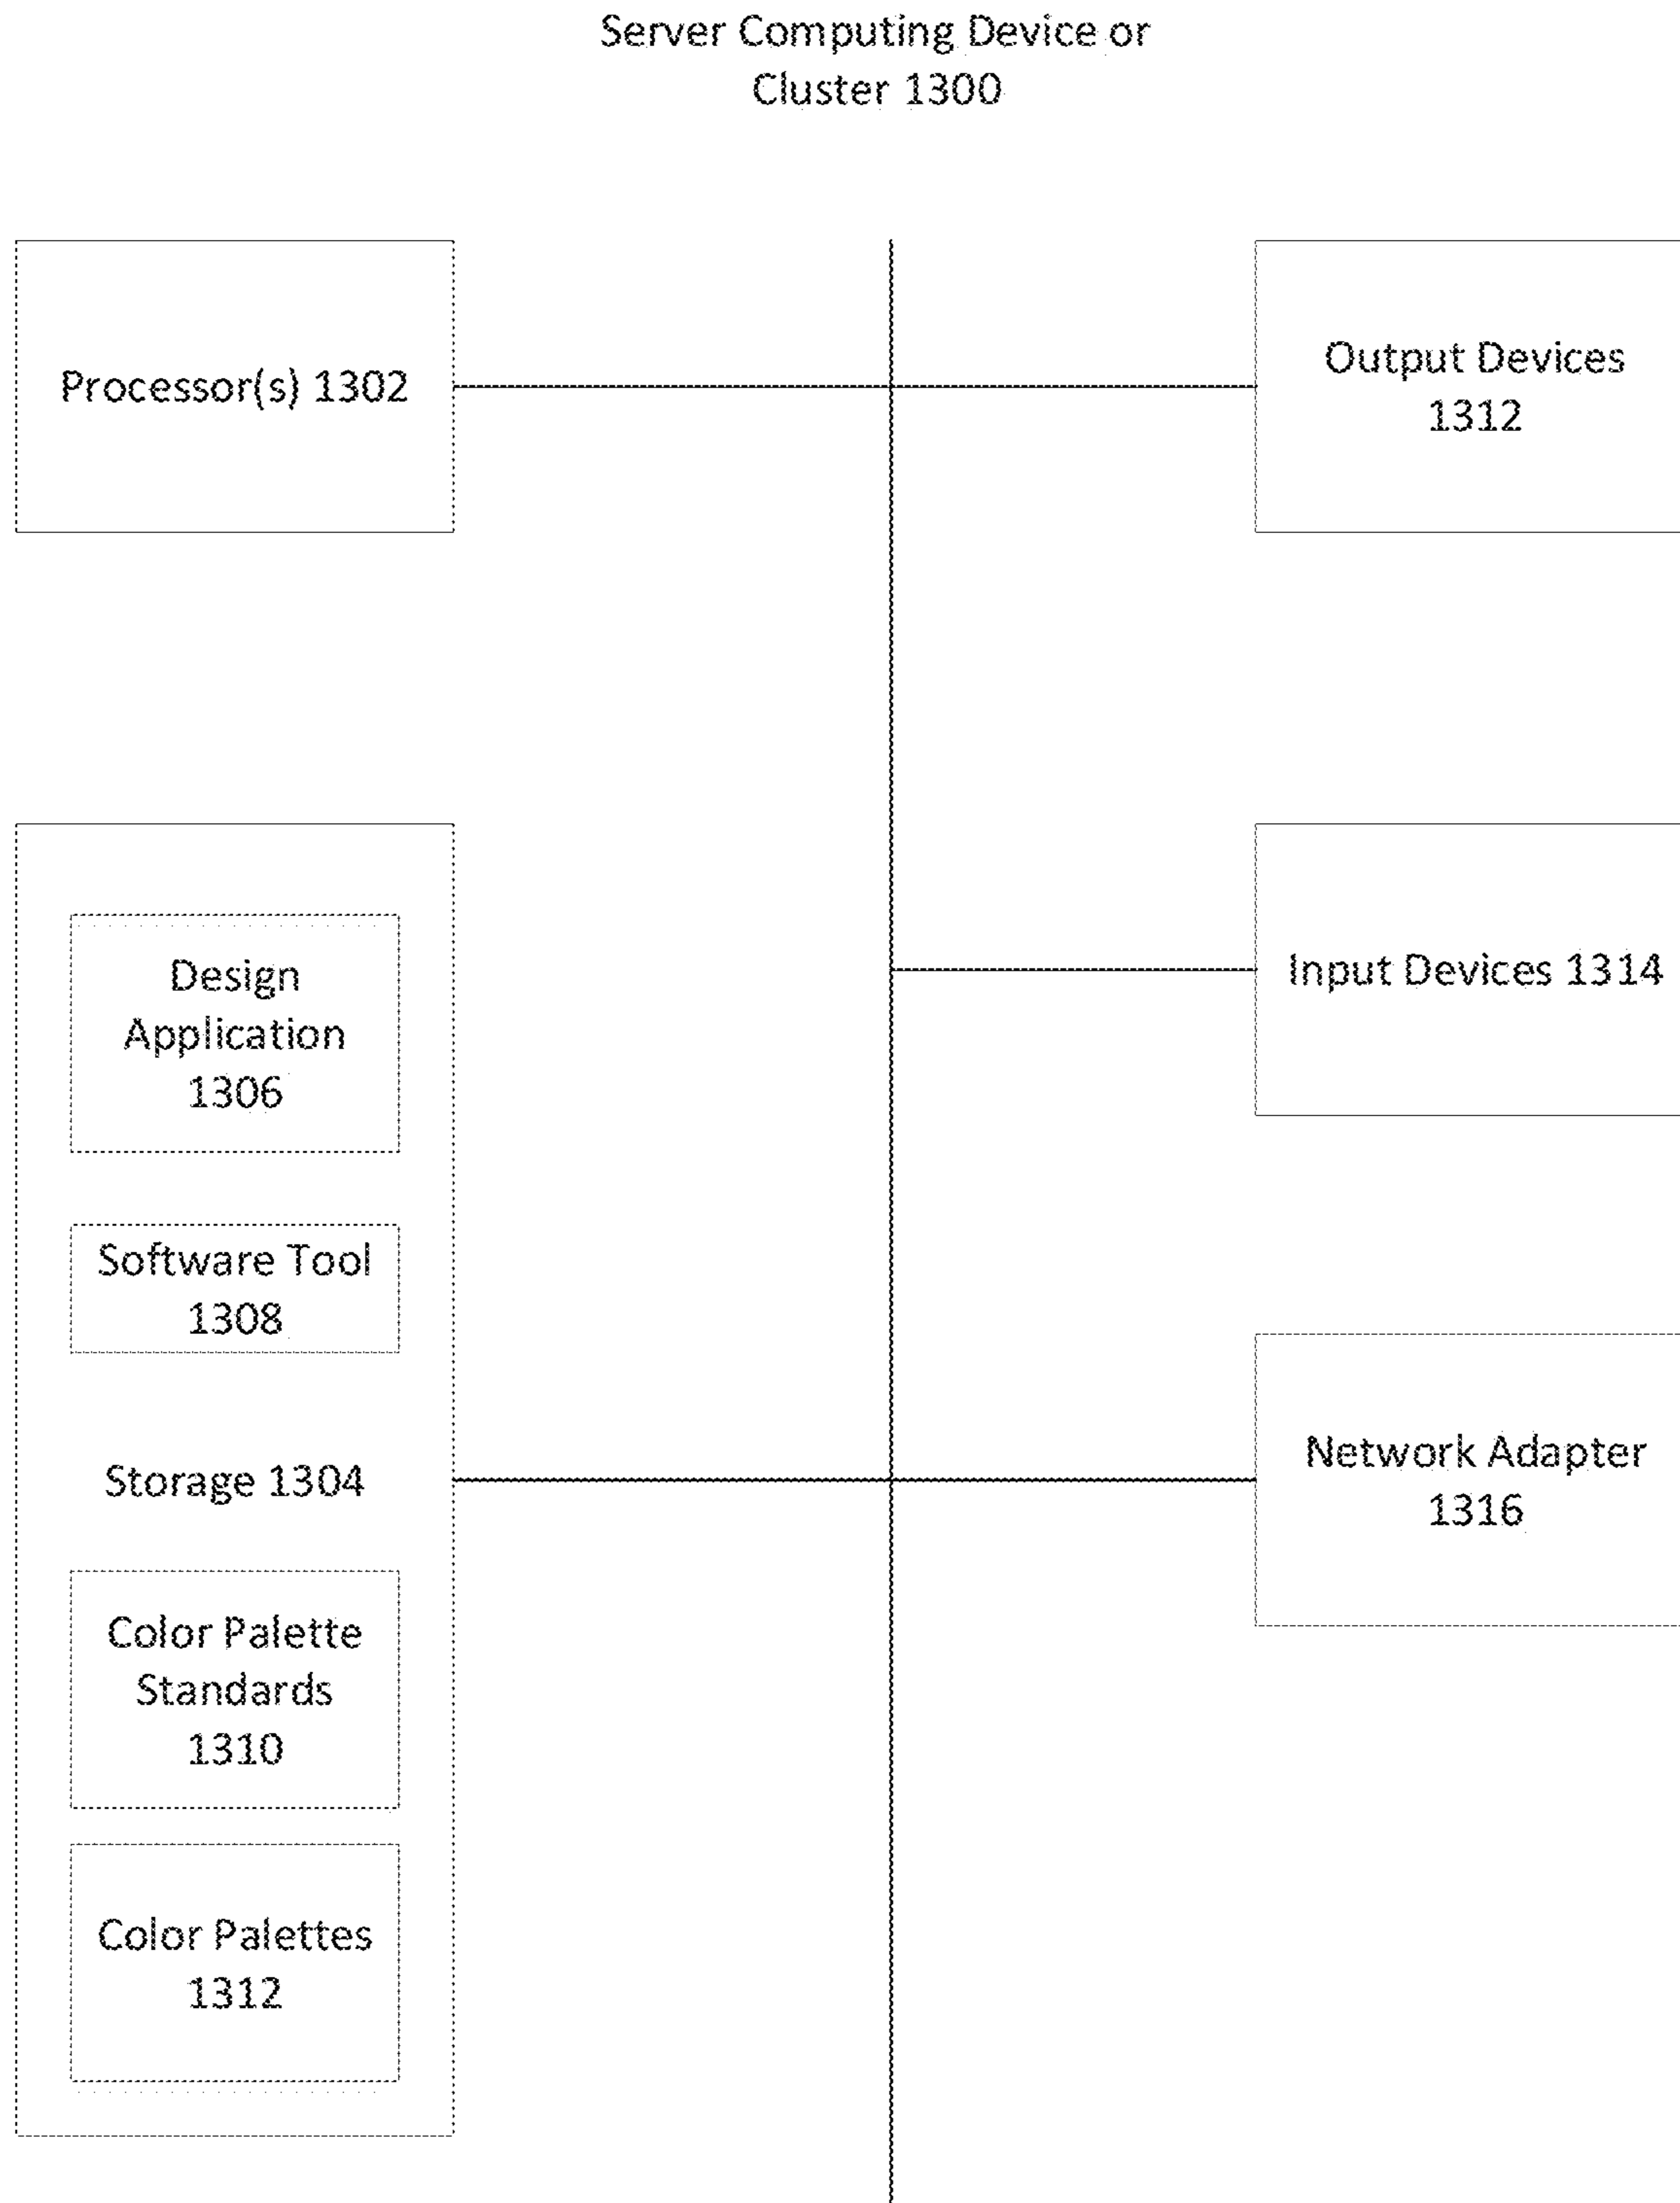 Server Computing Device or
Cluster 1300
Processor(s) 1302
Output Devices
1312
Design
Application
1306
Software Tool
1308
Storage 1304
Color Palette
Standards
1310
Color Palettes
1312
Input Devices 1314
Network Adapter
1316